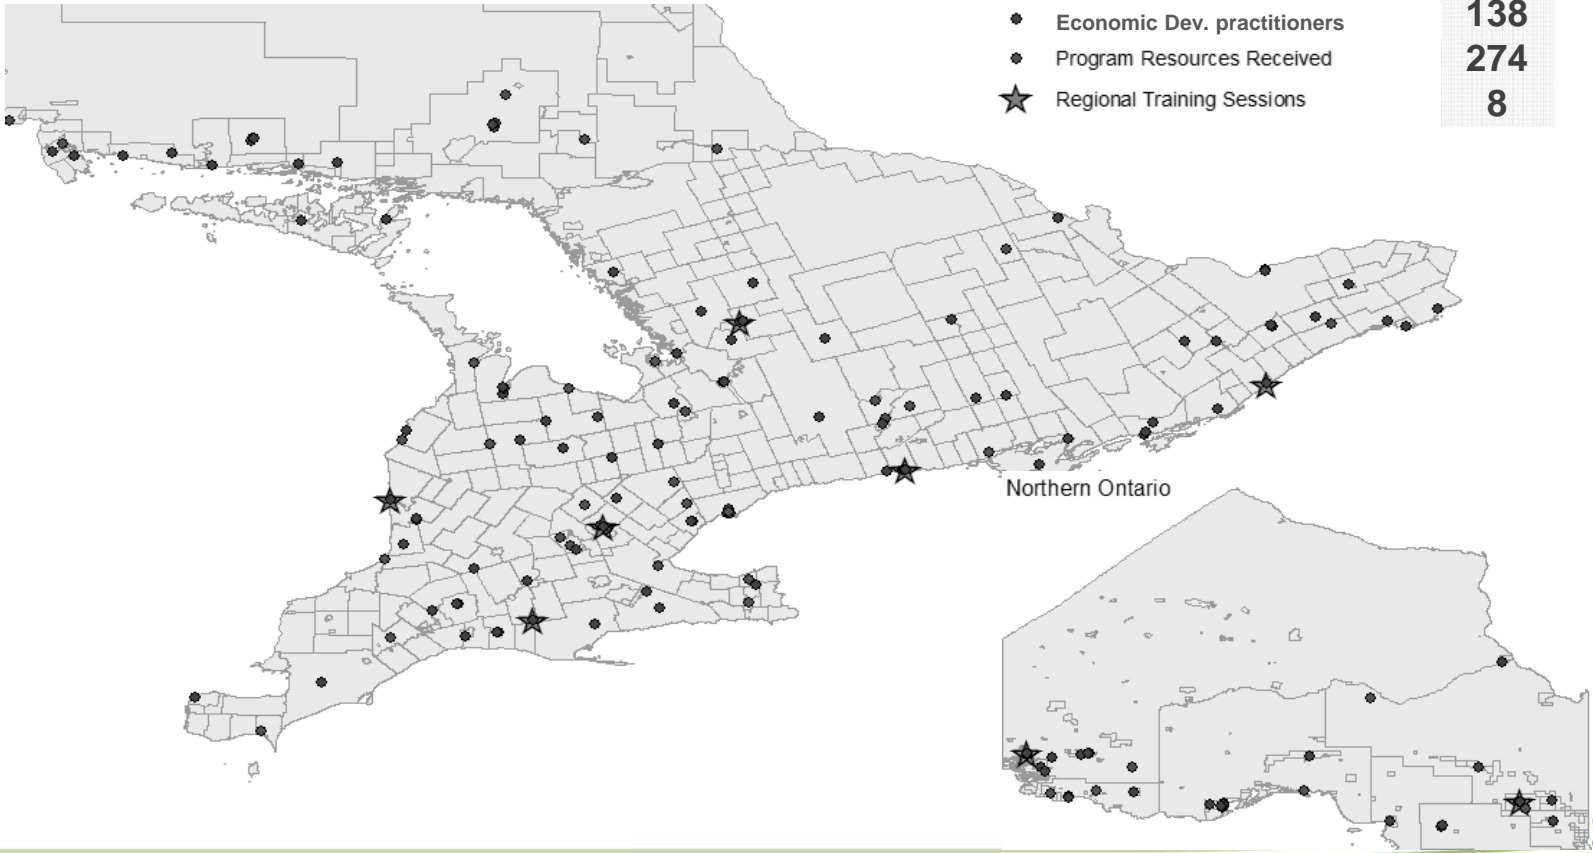 Economic Dev. practitioners 138
Program Resources Received 274
Regional Training Sessions 8
Northern Ontario